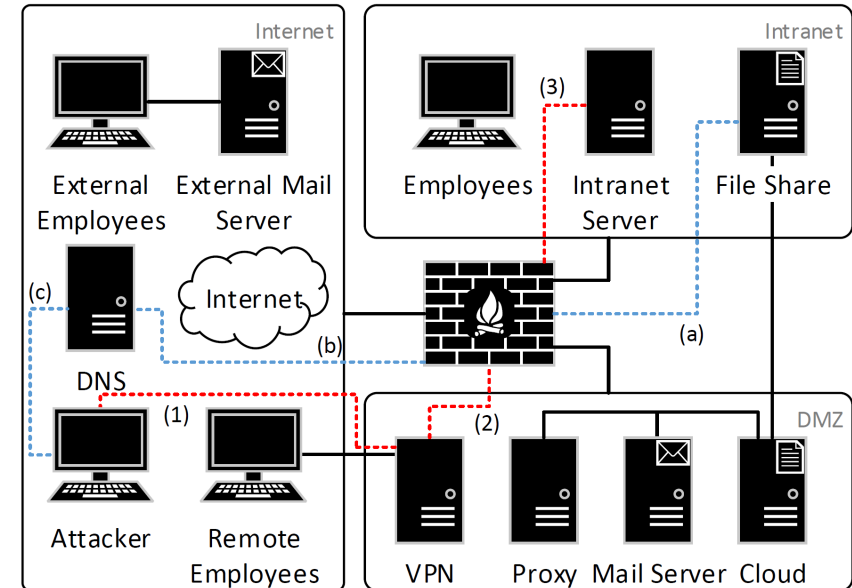 Internet
Intranet
External
Employees
External Mail
Server
Employees
(3)
Intranet
Server
File Share
(c)
DNS
Internet
(b)
(a)
(1)
(2)
DMZ
Attacker
Remote
Employees
VPN
Proxy
Mail Server
Cloud